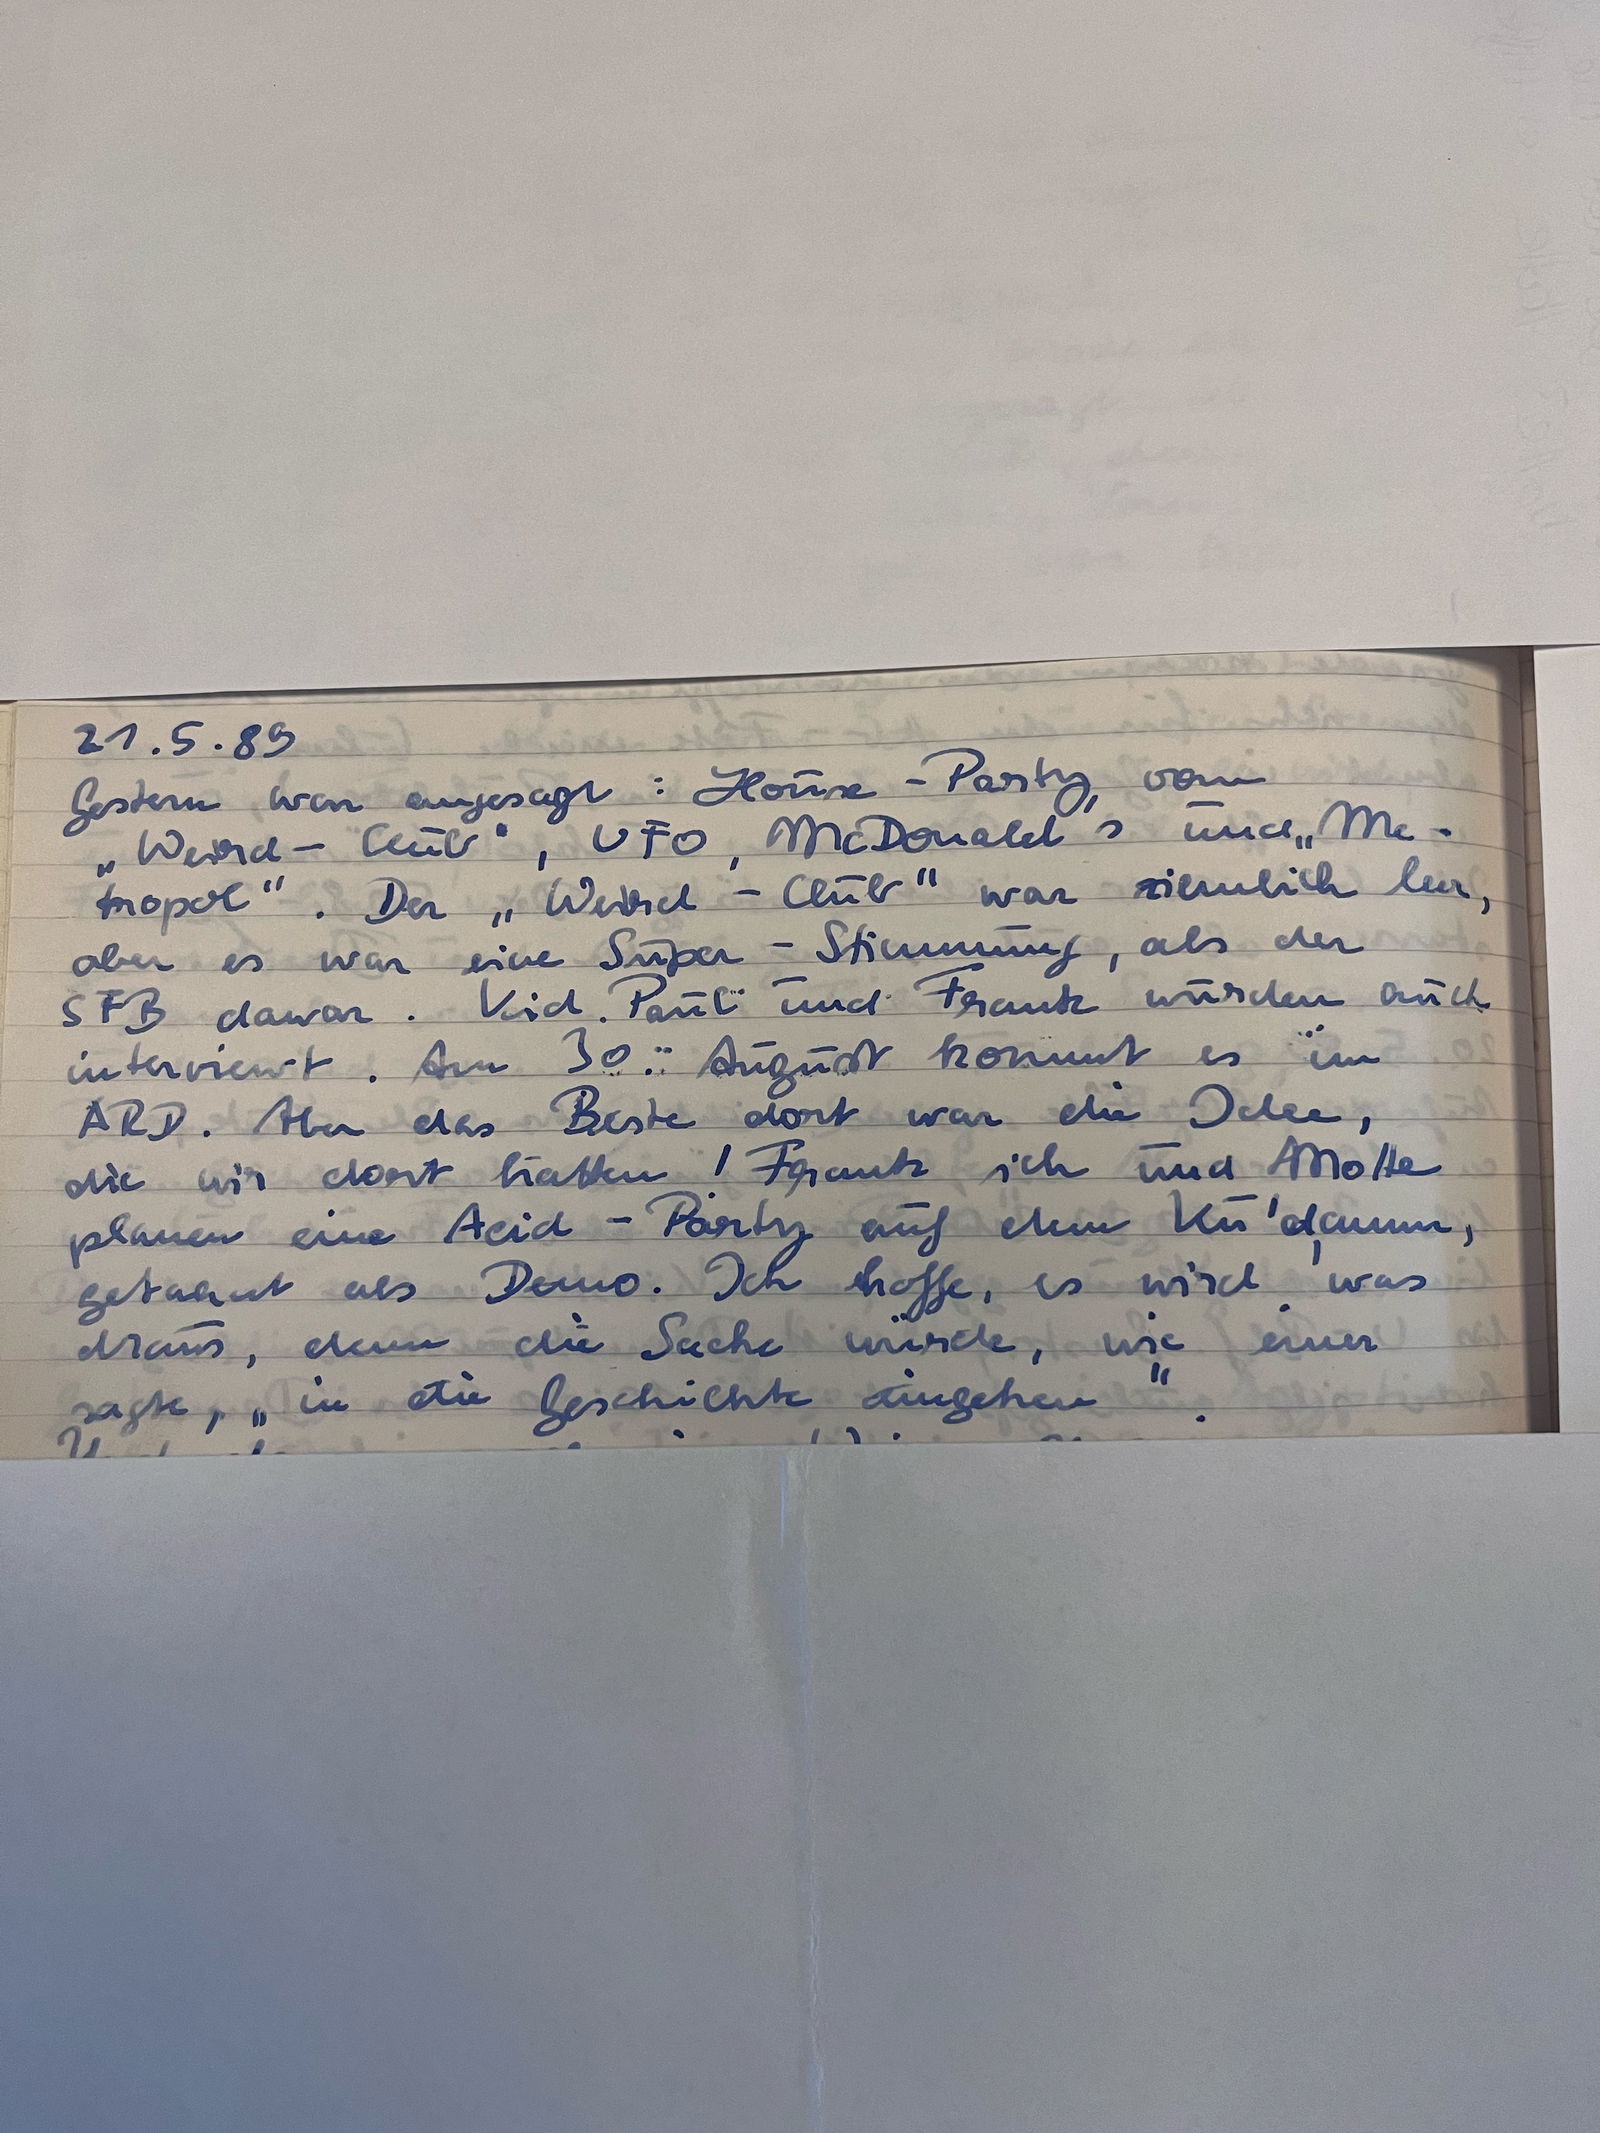 21.5.89
Gestern war angesagt : House - Party, vom
„Weird - Club", UFO, McDonald's und „Me -
tropol". Der „Weird - Club" war ziemlich leer,
aber es war eine Super - Stimmung, als der
SFB dawar. Kid Paul und Frank wurden auch
interviewt. Am 30. August kommt es im
ARD. Aber das Beste dort war die Idee,
die wir dort hatten! Frank, ich und Motte
planen eine Acid - Party auf dem Ku'damm,
getarnt als Demo. Ich hoffe, es wird was
draus, denn die Sache würde, wie einer
sagte, „in die Geschichte eingehen".